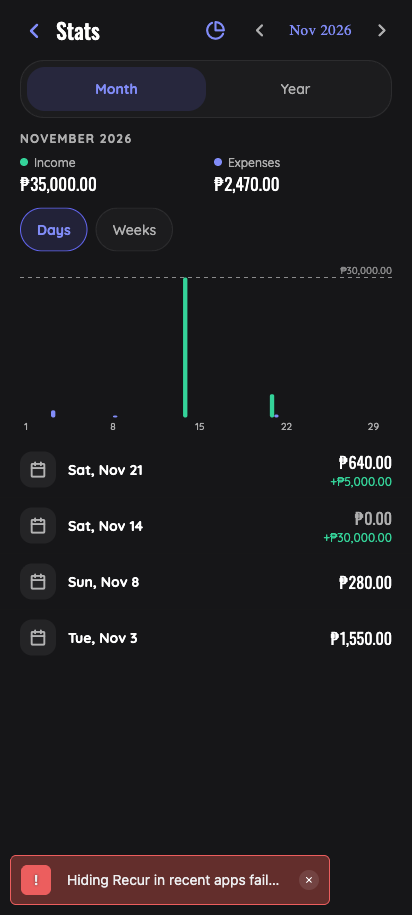 Stats
Nov 2026
Month
Year
NOVEMBER 2026
Income
Expenses
₱35,000.00
₱2,470.00
Days
Weeks
₱30,000.00
1 8 15 22 29
Sat, Nov 21
₱640.00
+₱5,000.00
Sat, Nov 14
₱0.00
+₱30,000.00
Sun, Nov 8
₱280.00
Tue, Nov 3
₱1,550.00
! Hiding Recur in recent apps fail...